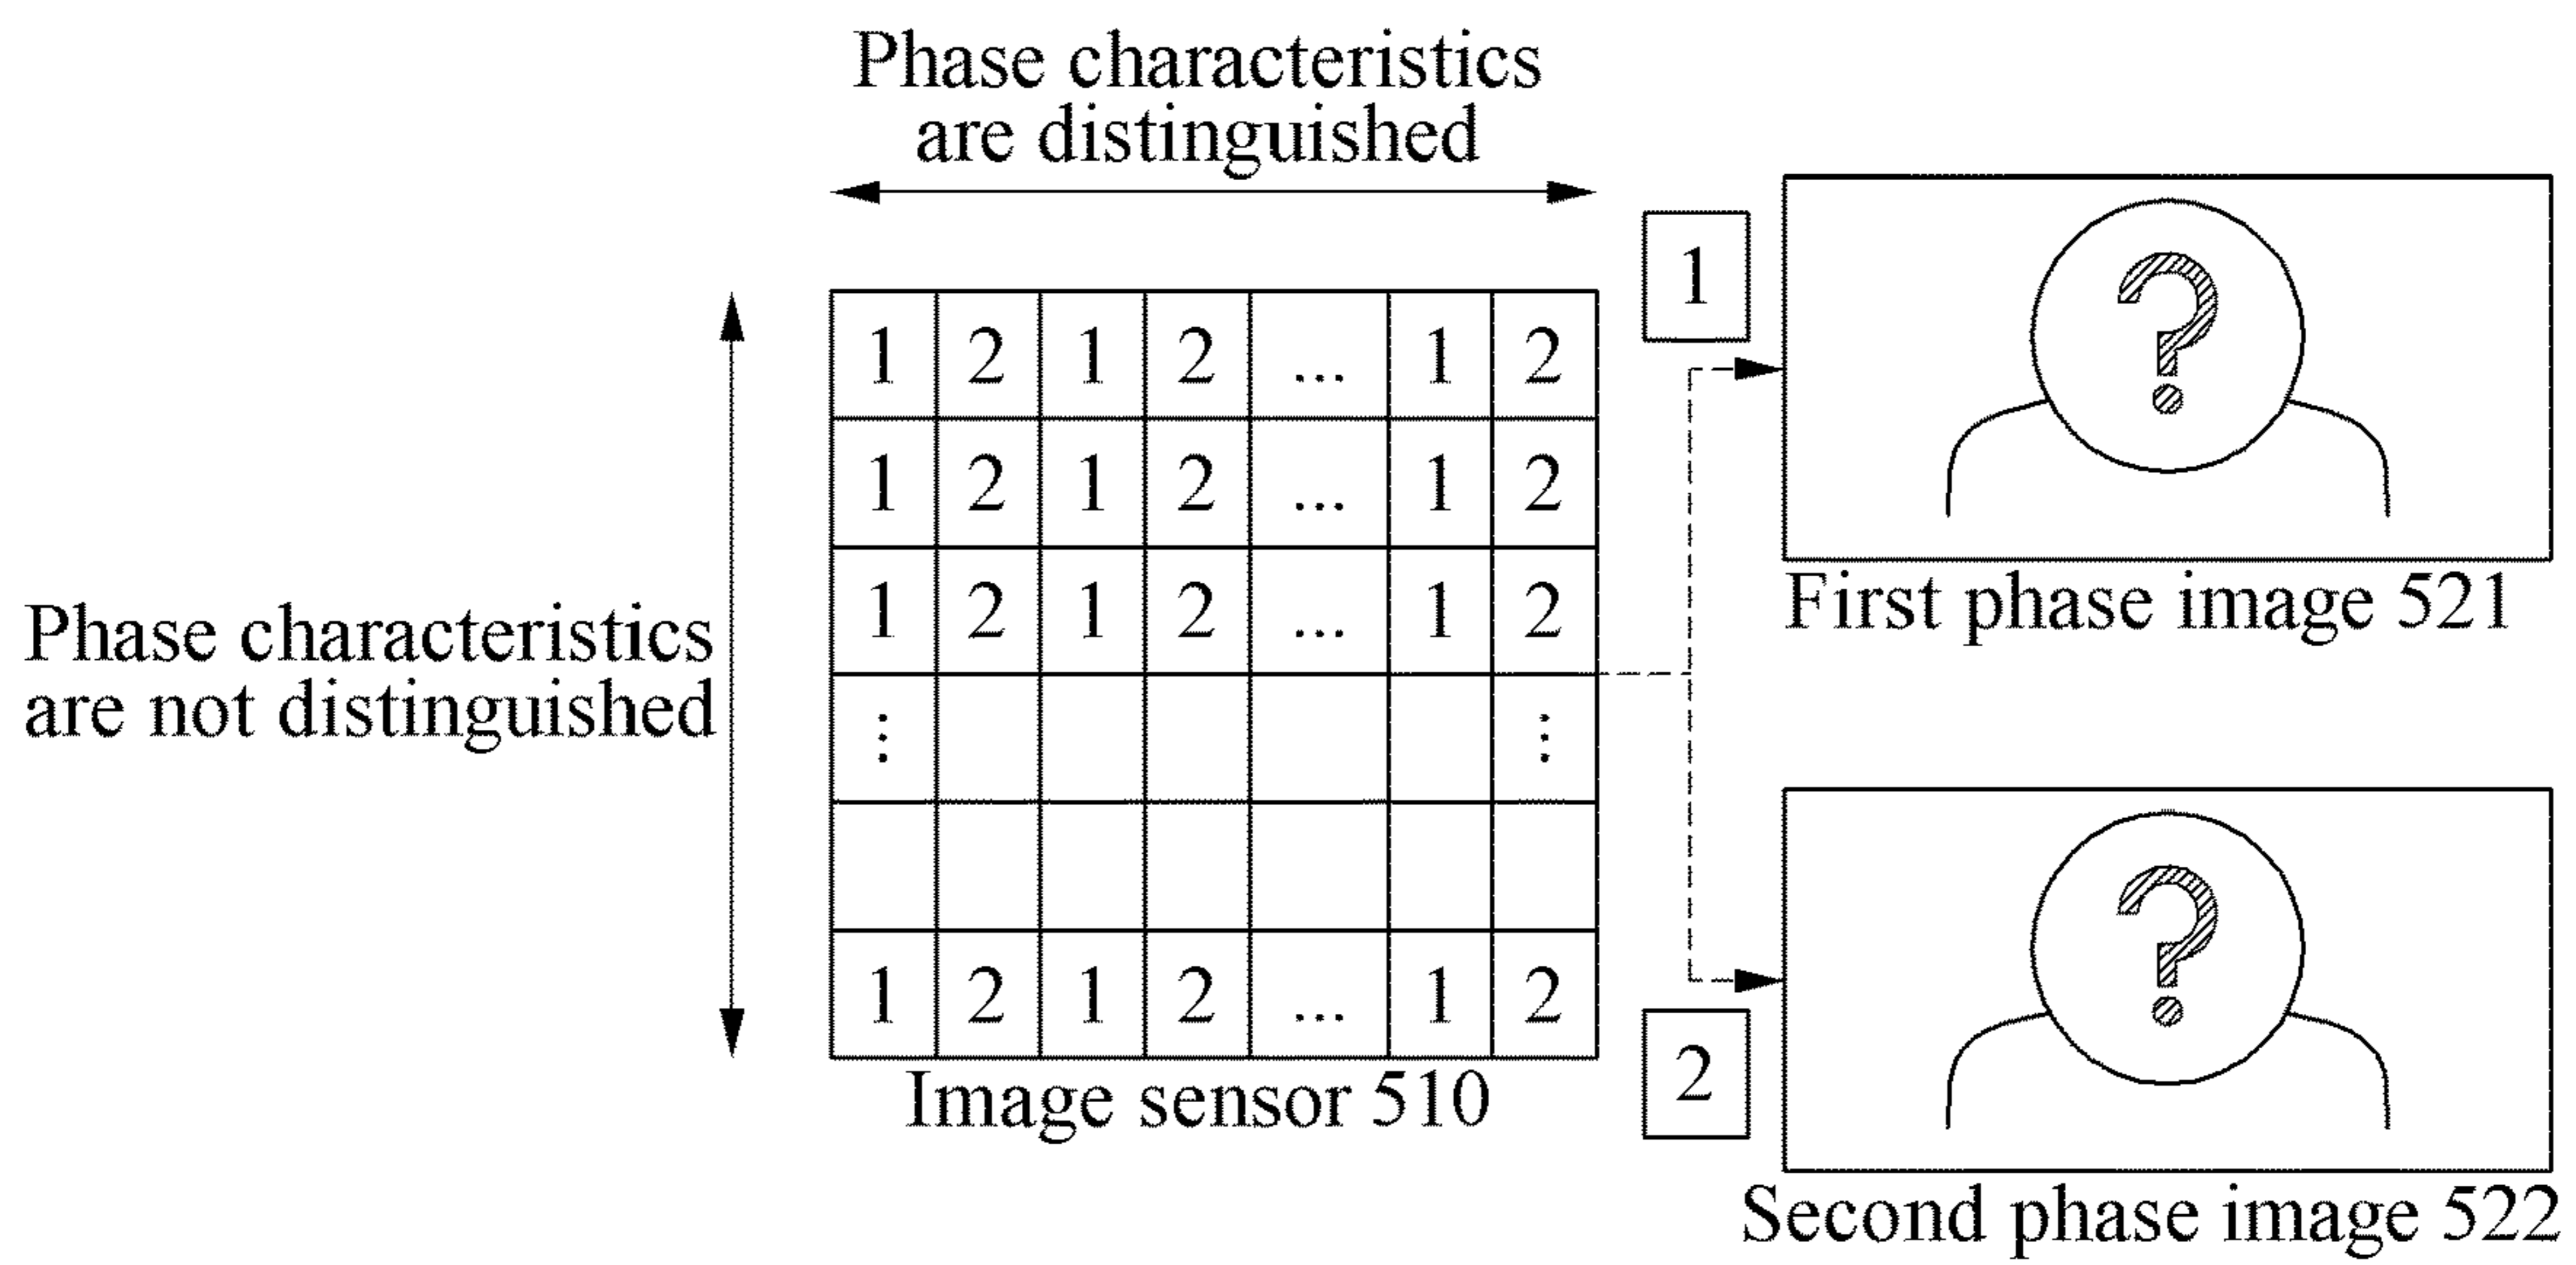 Phase characteristics
are distinguished
Phase characteristics
are not distinguished
1 2 1 2 ... 1 2
1 2 1 2 ... 1 2
1 2 1 2 ... 1 2
⋮ ⋮
1 2 1 2 ... 1 2
Image sensor 510
1
?
First phase image 521
2
?
Second phase image 522